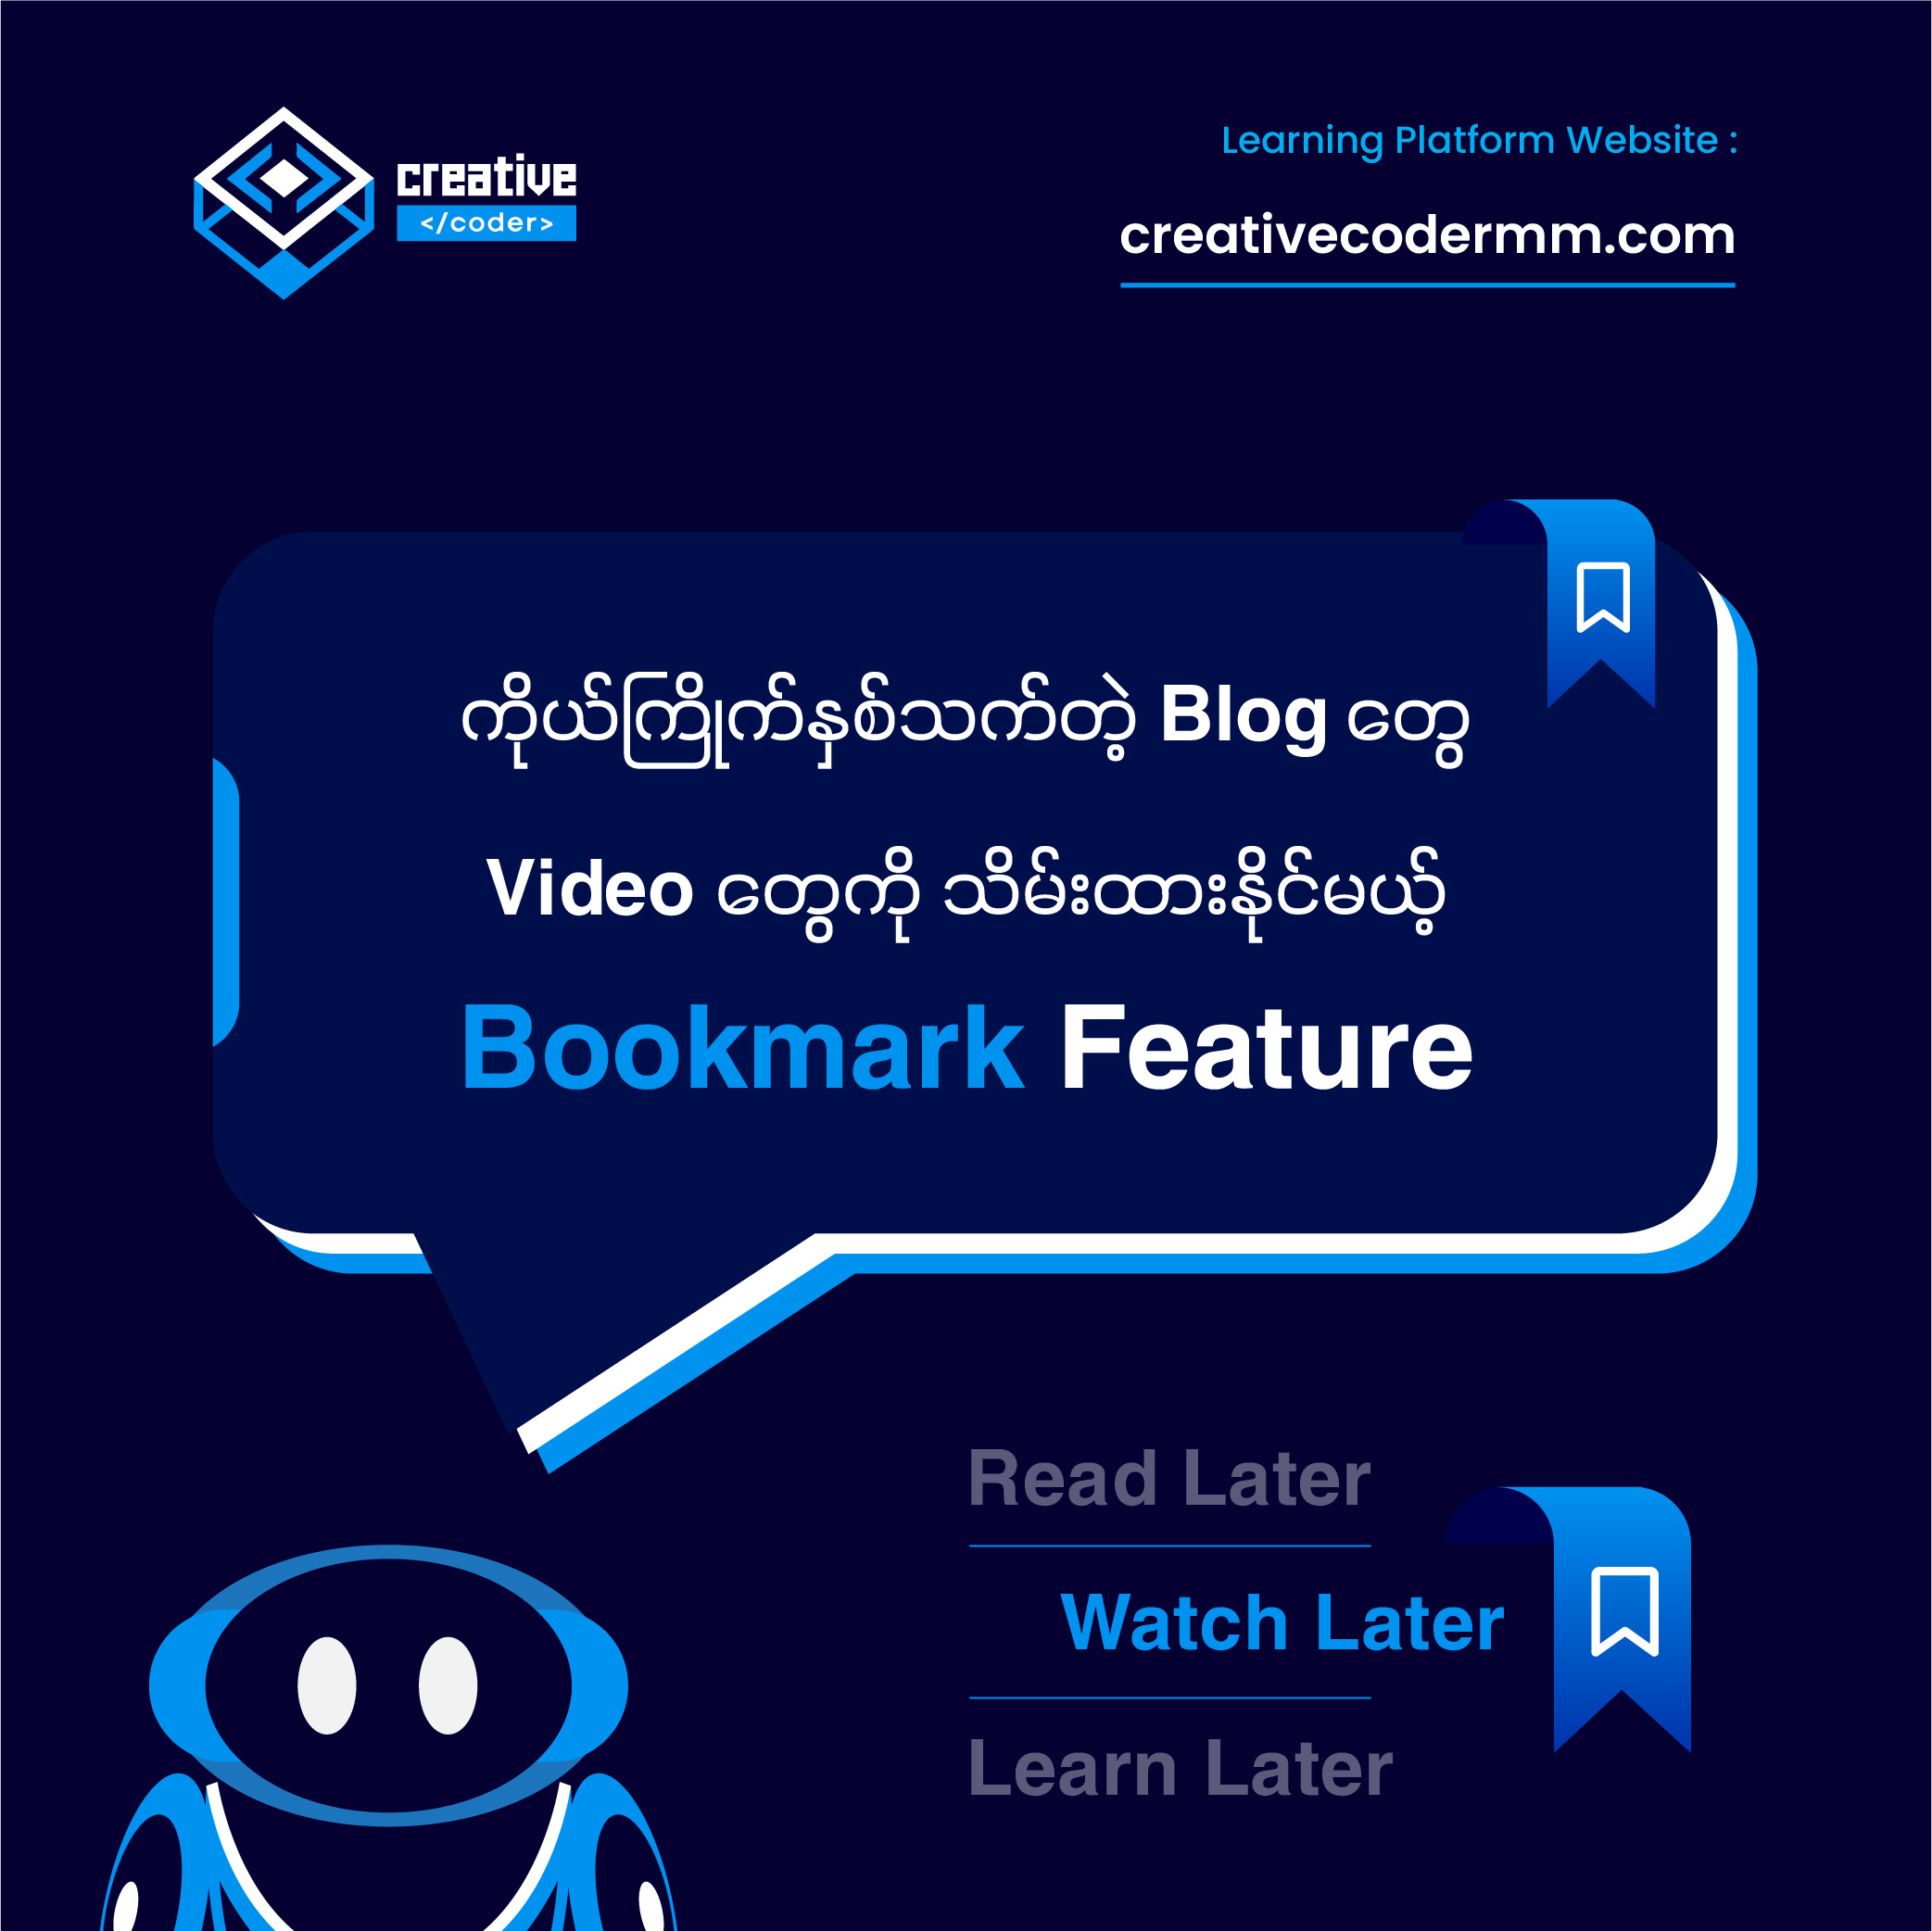 creative
</coder>
Learning Platform Website :
creativecodermm.com
ကိုယ်ကြိုက်နှစ်သက်တဲ့ Blog တွေ
Video တွေကို သိမ်းထားနိုင်မယ့်
Bookmark Feature
Read Later
Watch Later
Learn Later